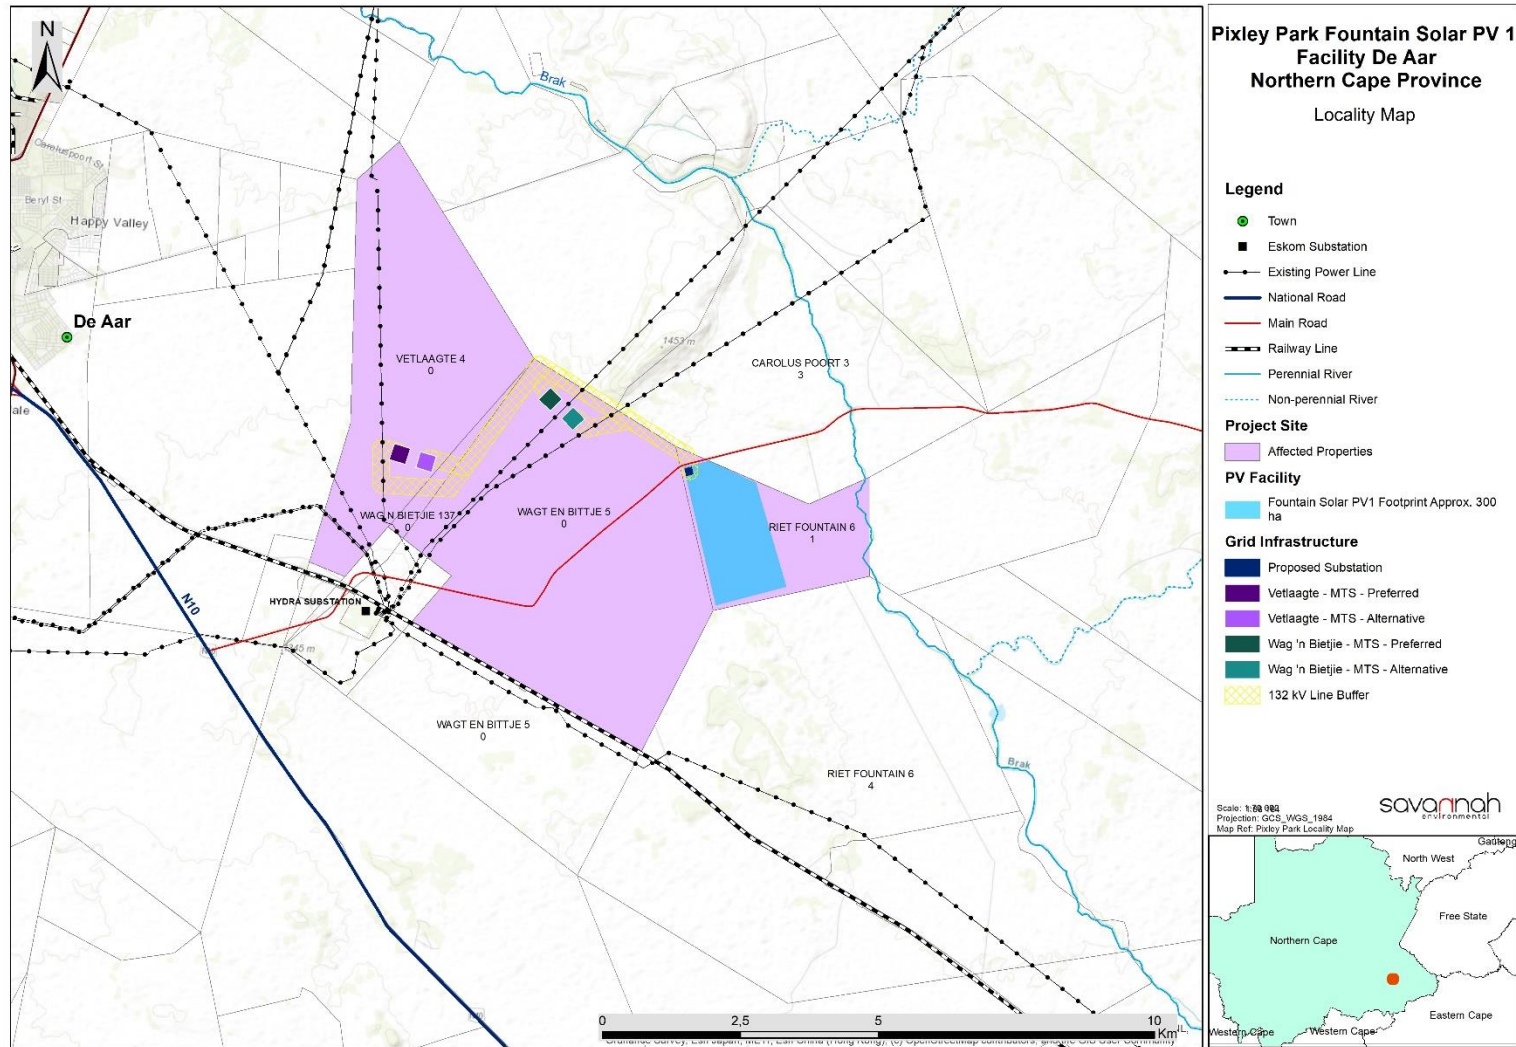 Pixley Park Fountain Solar PV 1
Facility De Aar
Northern Cape Province
Locality Map
Legend
Town
Eskom Substation
Existing Power Line
National Road
Main Road
Railway Line
Perennial River
Non-perennial River
Project Site
Affected Properties
PV Facility
Fountain Solar PV1 Footprint Approx. 300
ha
Grid Infrastructure
Proposed Substation
Vetlaagte - MTS - Preferred
Vetlaagte - MTS - Alternative
Wag 'n Bietjie - MTS - Preferred
Wag 'n Bietjie - MTS - Alternative
132 kV Line Buffer
Scale:
Projection: GCS_WGS_1984
Map Ref: Pixley Park Locality Map
savannah
environmental
Gauteng
North West
Free State
Northern Cape
Eastern Cape
Western Cape
Western Cape
N
Brak
Caroluspoort St
Beryl St
Happy Valley
De Aar
ale
1453 m
VETLAAGTE 4
0
CAROLUS POORT 3
3
WAG N BIETJIE 137
0
WAGT EN BITTJE 5
0
RIET FOUNTAIN 6
1
N10
HYDRA SUBSTATION
WAGT EN BITTJE 5
0
RIET FOUNTAIN 6
4
Brak
0
2,5
5
10
Km